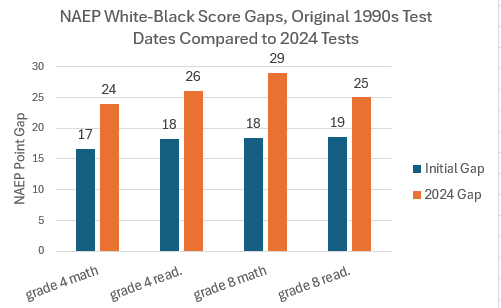 NAEP White-Black Score Gaps, Original 1990s Test
Dates Compared to 2024 Tests
NAEP Point Gap
30
25
20
15
10
5
0
17
24
18
26
18
29
19
25
grade 4 math
grade 4 read.
grade 8 math
grade 8 read.
Initial Gap
2024 Gap